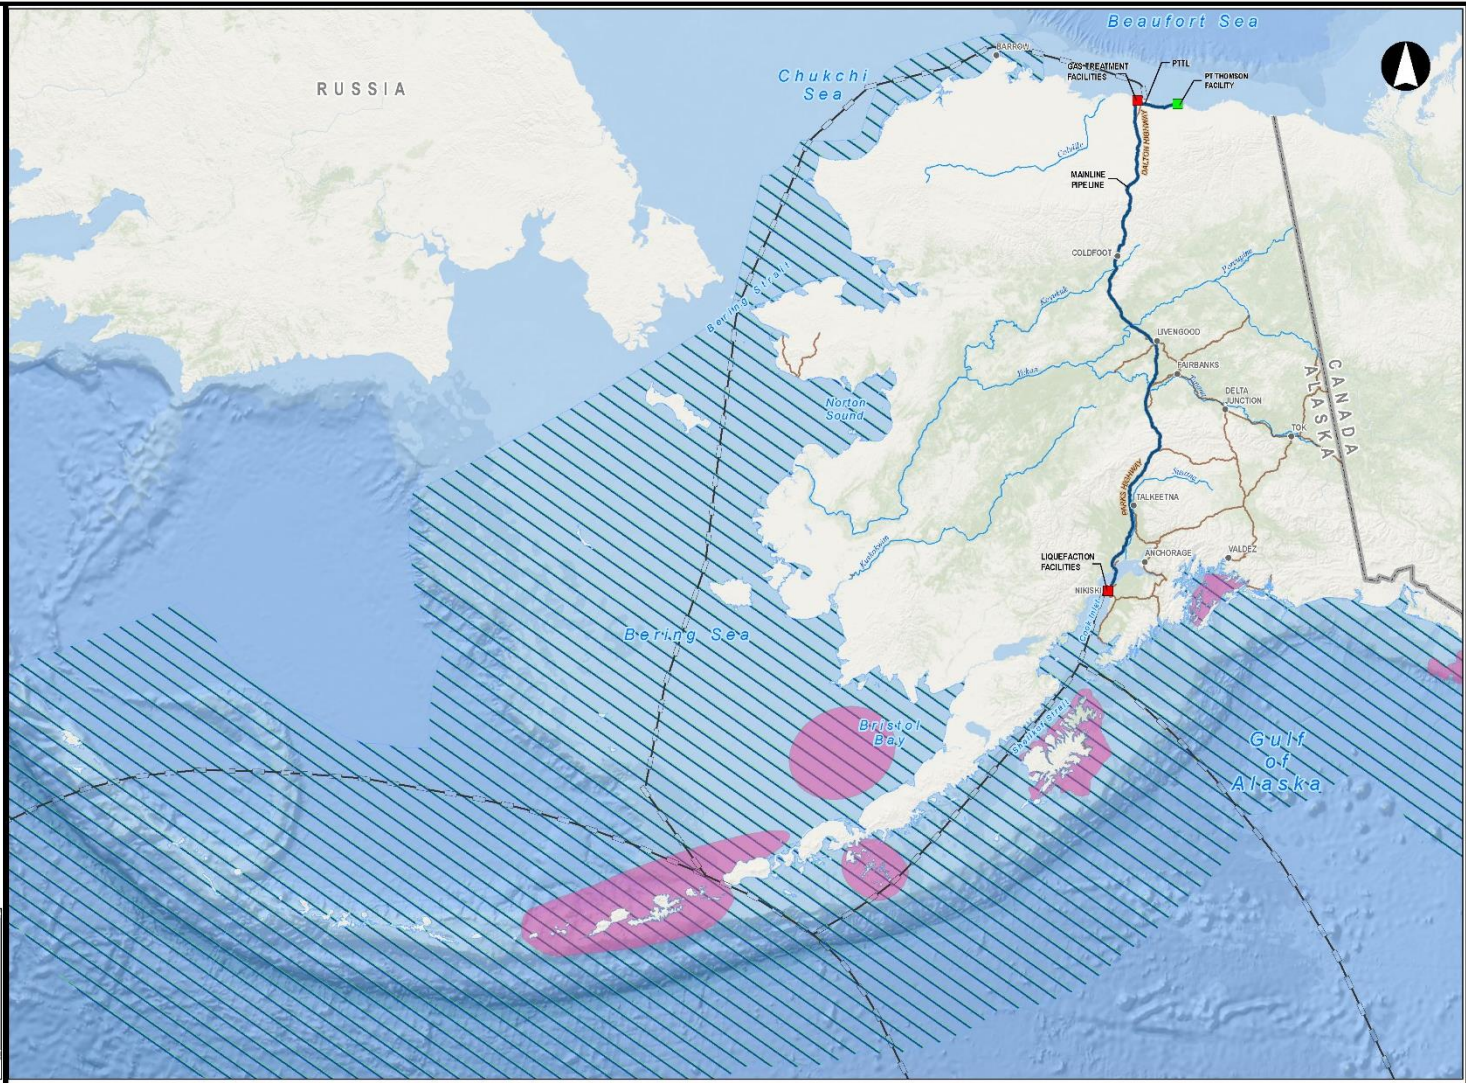 Beaufort Sea
BARROW
Chukchi
Sea
GAS TREATMENT
FACILITIES
PTTL
PT THOMSON
FACILITY
RUSSIA
DALTON HIGHWAY
Colville
MAINLINE
PIPELINE
COLDFOOT
Porcupine
Koyukuk
Bering Strait
LIVENGOOD
FAIRBANKS
Yukon
Tanana
DELTA
JUNCTION
CANADA
ALASKA
Norton
Sound
TOK
PARKS HIGHWAY
Susitna
TALKEETNA
Kuskokwim
LIQUEFACTION
FACILITIES
ANCHORAGE
VALDEZ
NIKISKI
Cook Inlet
Bering Sea
Bristol
Bay
Shelikof Strait
Gulf
of
Alaska